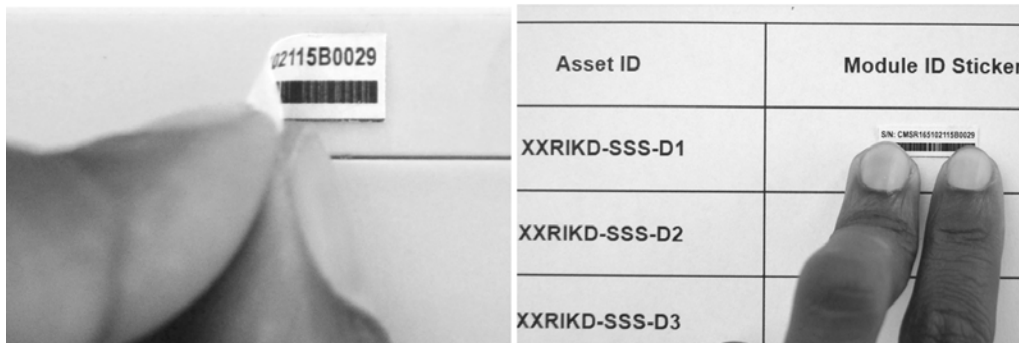 02115B0029
Asset ID
Module ID Sticker
XXRIKD-SSS-D1
S/N: CMSR165102115B0029
XXRIKD-SSS-D2
XXRIKD-SSS-D3